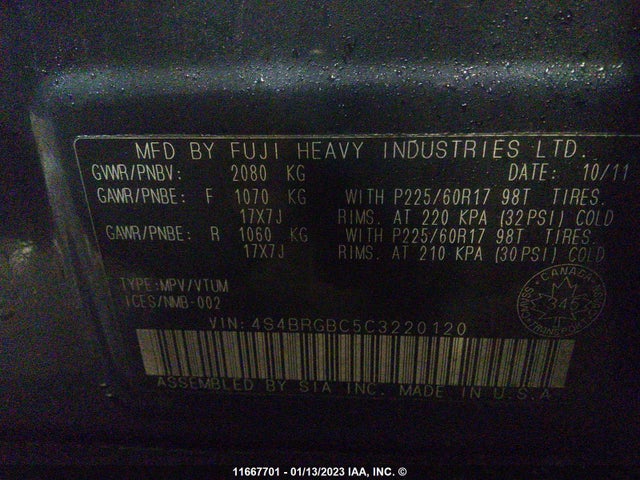 MFD BY FUJI HEAVY INDUSTRIES LTD.
GVWR/PNBV: 2080 KG DATE: 10/11
GAWR/PNBE: F 1070 KG WITH P225/60R17 98T TIRES.
17X7J RIMS. AT 220 KPA (32PSI) COLD
GAWR/PNBE: R 1060 KG WITH P225/60R17 98T TIRES.
17X7J RIMS. AT 210 KPA (30PSI) COLD
TYPE:MPV/VTUM
ICES/NMB-002
CANADA
TRANSPORT
VIN: 4S4BRGBC5C3220120
ASSEMBLED BY SIA INC. MADE IN U.S.A.
11667701 - 01/13/2023 IAA, INC. ©